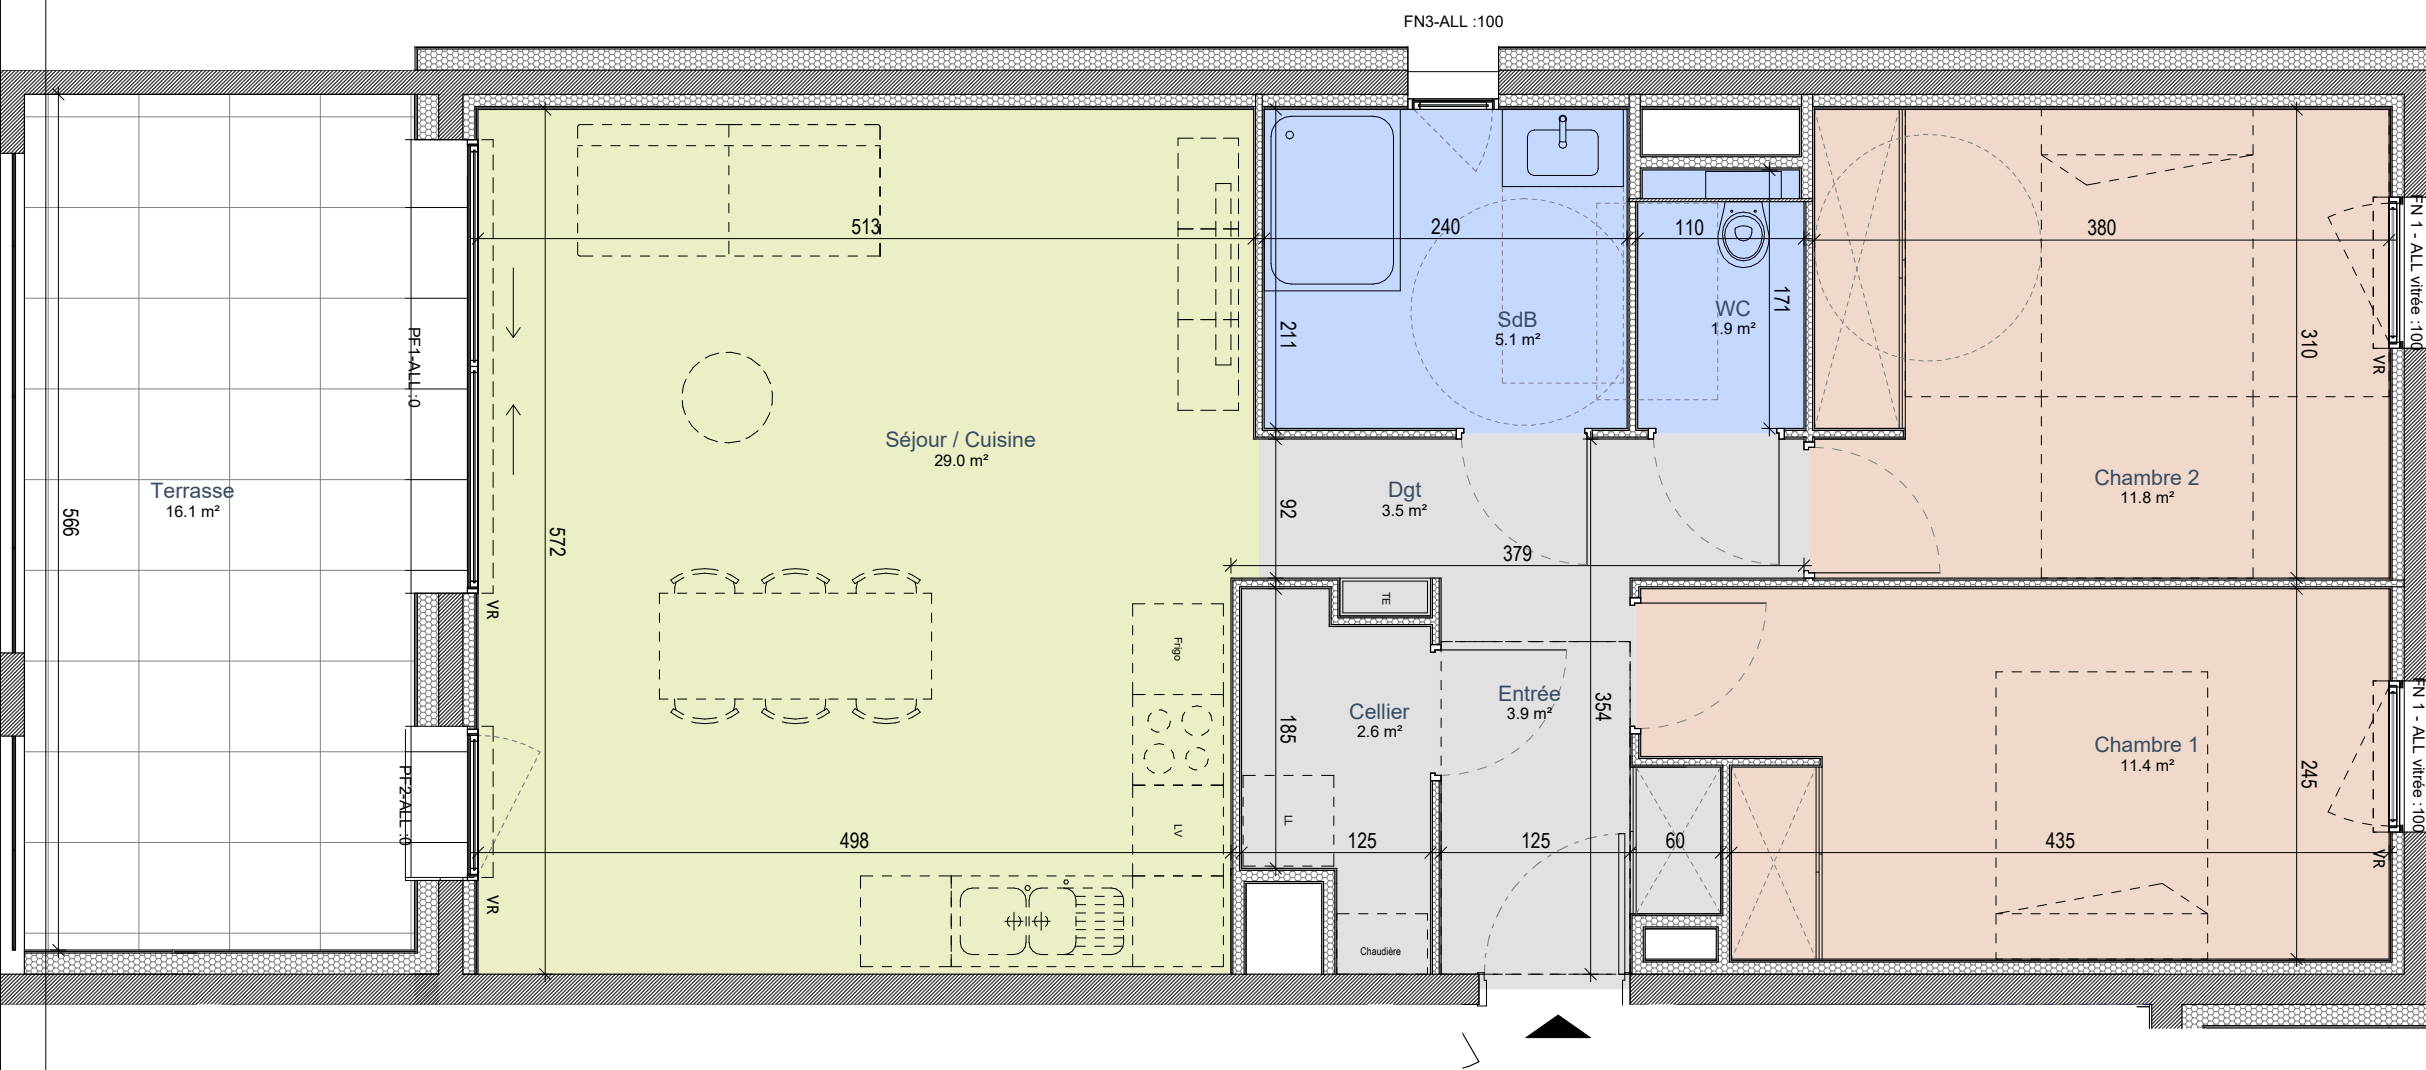 FN3-ALL :100
513
240
110
380
FN 1 - ALL vitrée :100
VR
171
WC
1.9 m²
SdB
5.1 m²
211
310
PF1-ALL :0
Séjour / Cuisine
29.0 m²
Terrasse
16.1 m²
566
572
Dgt
3.5 m²
92
379
Chambre 2
11.8 m²
VR
TE
Frigo
Cellier
2.6 m²
Entrée
3.9 m²
354
185
Chambre 1
11.4 m²
245
FN 1 - ALL vitrée :100
VR
PF2-ALL :0
LL
LV
498
125
125
60
435
VR
Chaudière